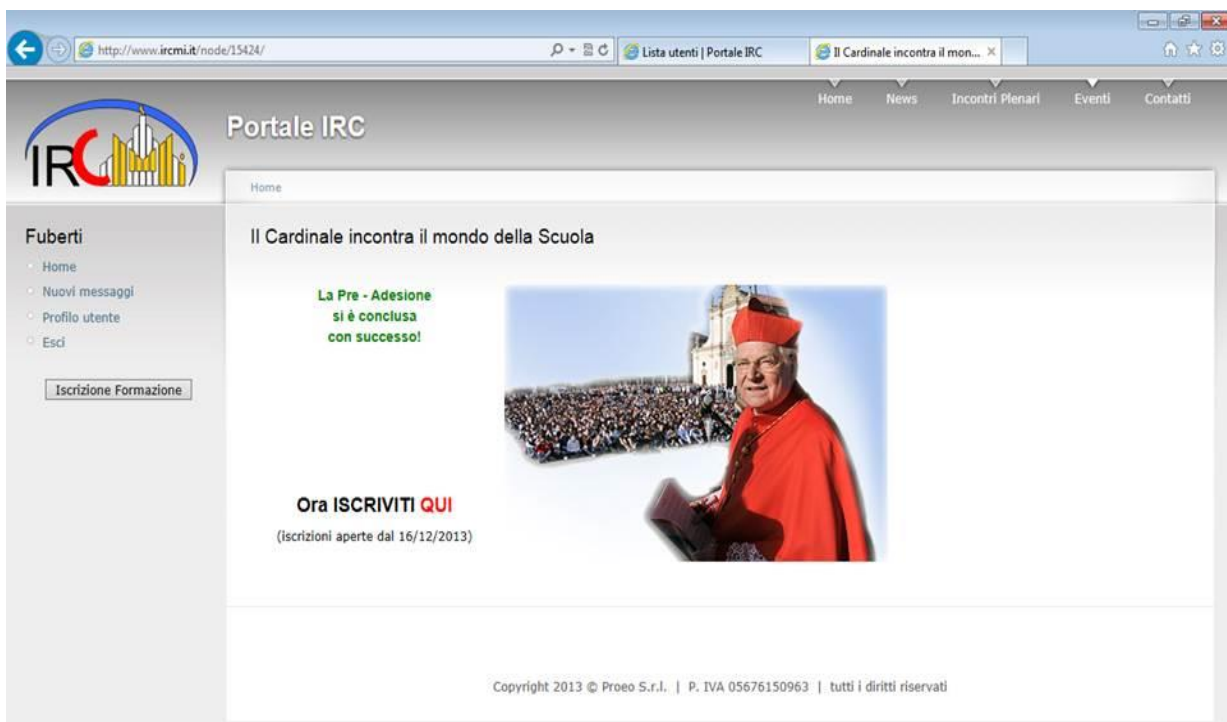 http://www.ircmi.it/node/15424/
Lista utenti | Portale IRC
Il Cardinale incontra il mon...
Home News Incontri Plenari Eventi Contatti
IRCMi
Portale IRC
Home
Fuberti
Home
Nuovi messaggi
Profilo utente
Esci
Iscrizione Formazione
Il Cardinale incontra il mondo della Scuola
La Pre - Adesione
si è conclusa
con successo!
Ora ISCRIVITI QUI
(iscrizioni aperte dal 16/12/2013)
Copyright 2013 © Proeo S.r.l. | P. IVA 05676150963 | tutti i diritti riservati